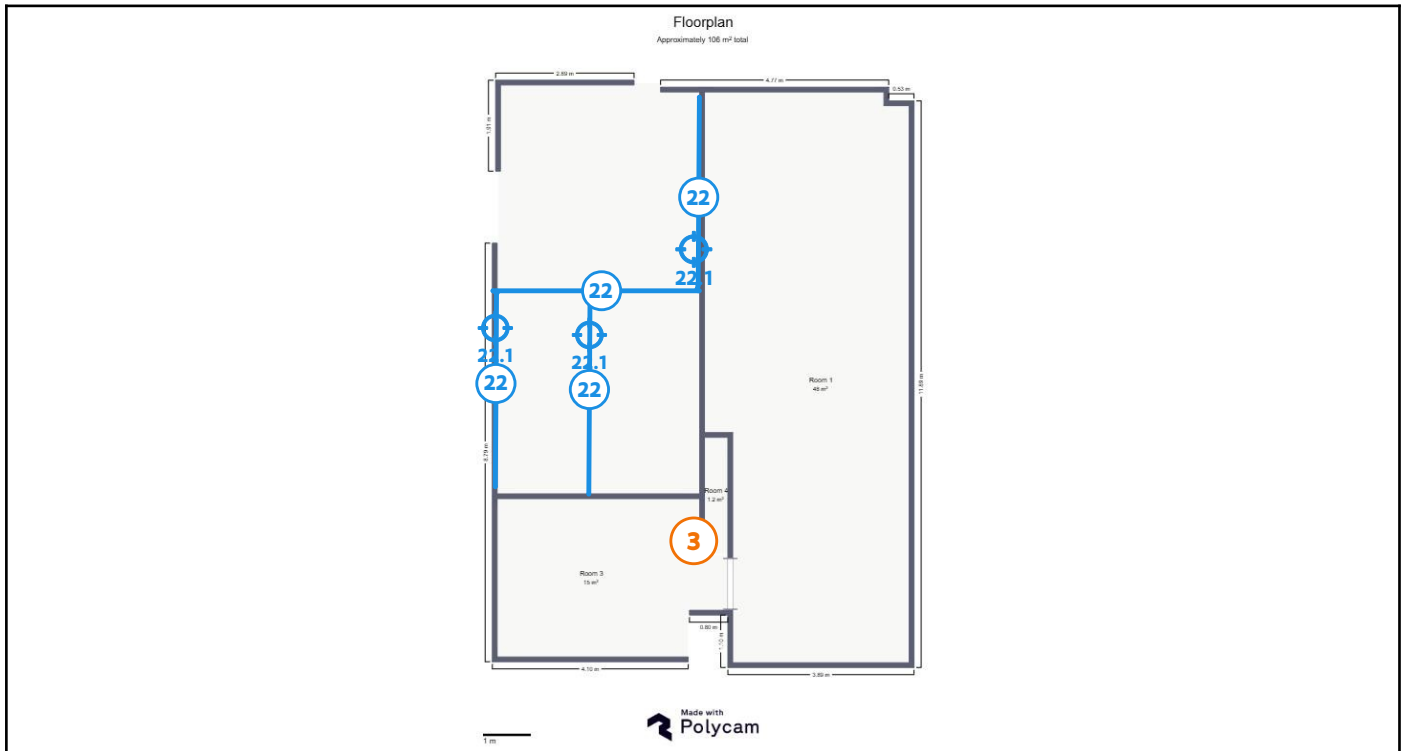 Floorplan
Approximately 106 m² total
2.89 m
4.77 m
0.53 m
1.91 m
22
22.1
22
22.1
22.1
22
22
Room 1
46 m²
11.69 m
8.79 m
Room 4
1.2 m²
3
Room 3
15 m²
0.80 m
1.10 m
4.10 m
3.89 m
Made with
Polycam
1 m